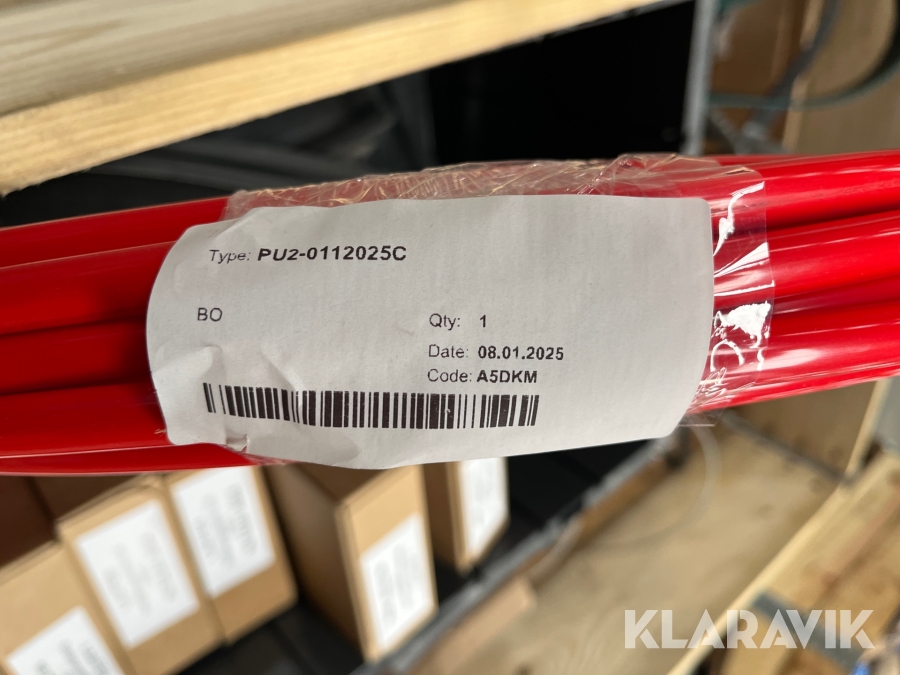 Type: PU2-0112025C
BO
Qty: 1
Date: 08.01.2025
Code: A5DKM
KLARAVIK